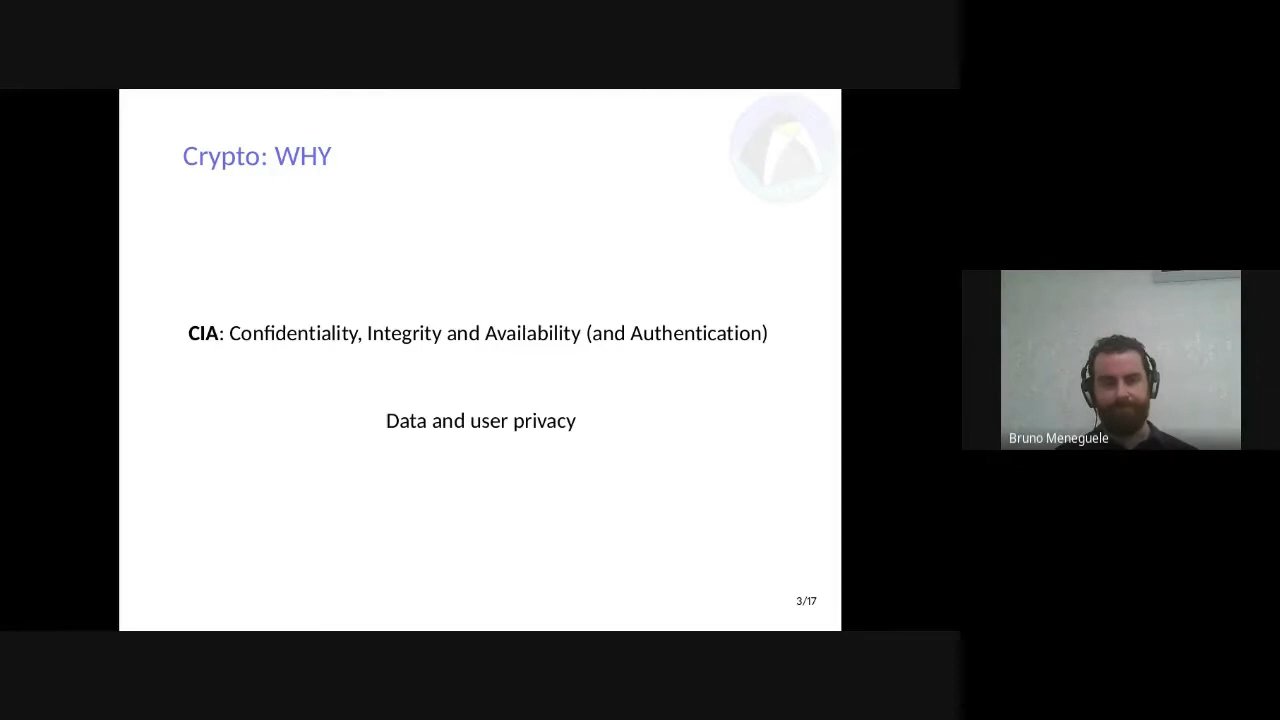 Crypto: WHY
CIA: Confidentiality, Integrity and Availability (and Authentication)
Data and user privacy
3/17
Bruno Meneguele